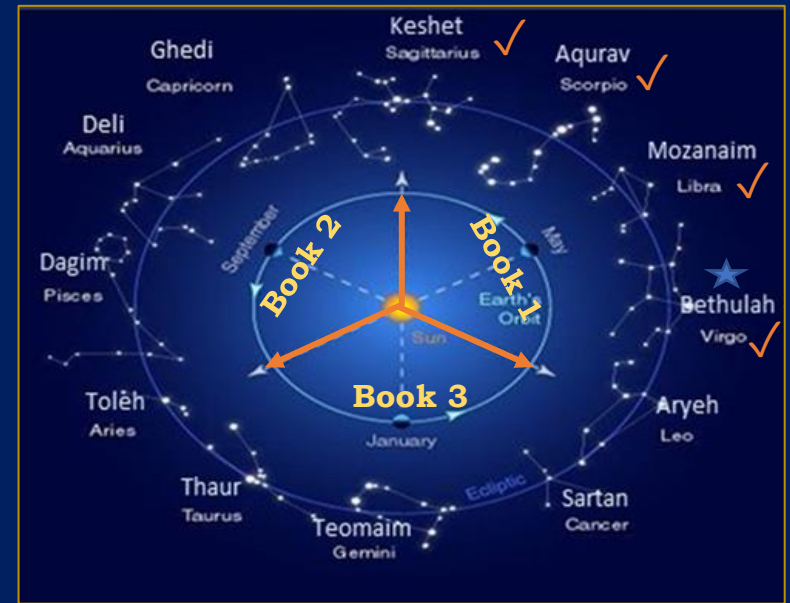 Keshet
Sagittarius
Ghedi
Capricorn
Aqurav
Scorpio
Deli
Aquarius
Mozanaim
Libra
September
Book 2
Book 1
May
Dagim
Pisces
Earth's
Orbit
Sun
Bethulah
Virgo
Book 3
January
Toleh
Aries
Aryeh
Leo
Thaur
Taurus
Ecliptic
Sartan
Cancer
Teomaim
Gemini